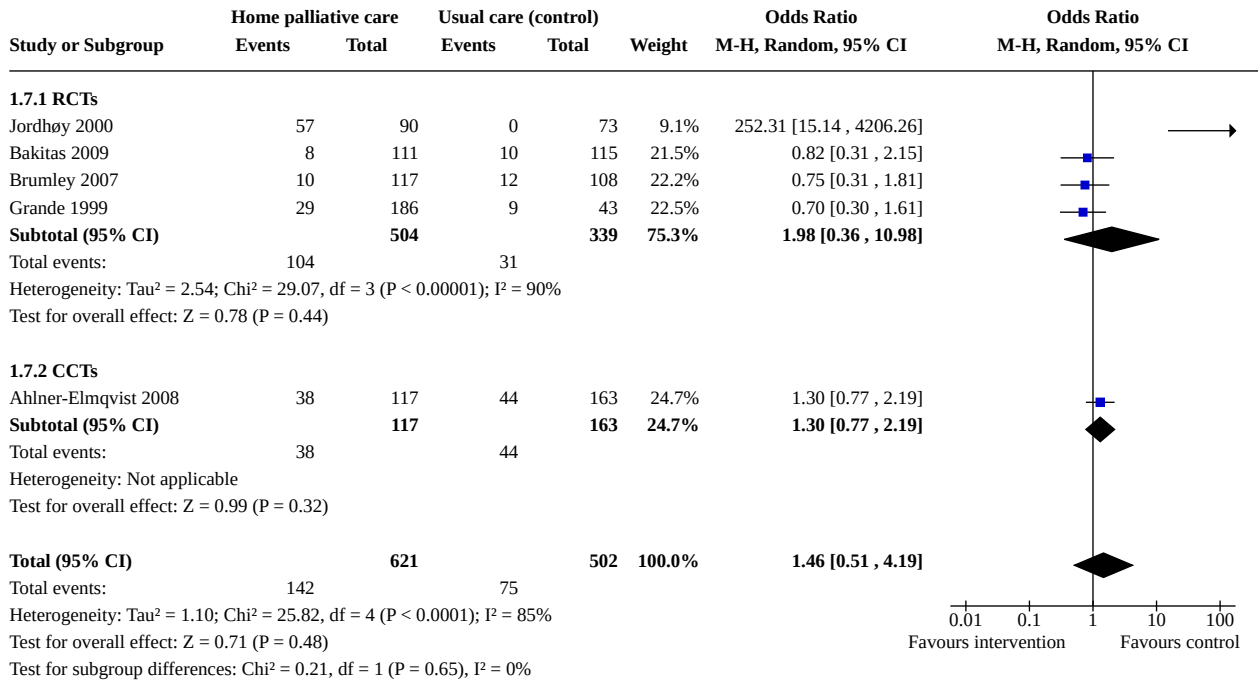 Home palliative care Usual care (control) Odds Ratio Odds Ratio
Study or Subgroup Events Total Events Total Weight M-H, Random, 95% CI M-H, Random, 95% CI
1.7.1 RCTs
Jordhøy 2000 57 90 0 73 9.1% 252.31 [15.14 , 4206.26]
Bakitas 2009 8 111 10 115 21.5% 0.82 [0.31 , 2.15]
Brumley 2007 10 117 12 108 22.2% 0.75 [0.31 , 1.81]
Grande 1999 29 186 9 43 22.5% 0.70 [0.30 , 1.61]
Subtotal (95% CI) 504 339 75.3% 1.98 [0.36 , 10.98]
Total events: 104 31
Heterogeneity: Tau² = 2.54; Chi² = 29.07, df = 3 (P < 0.00001); I² = 90%
Test for overall effect: Z = 0.78 (P = 0.44)
1.7.2 CCTs
Ahlner-Elmqvist 2008 38 117 44 163 24.7% 1.30 [0.77 , 2.19]
Subtotal (95% CI) 117 163 24.7% 1.30 [0.77 , 2.19]
Total events: 38 44
Heterogeneity: Not applicable
Test for overall effect: Z = 0.99 (P = 0.32)
Total (95% CI) 621 502 100.0% 1.46 [0.51 , 4.19]
Total events: 142 75
Heterogeneity: Tau² = 1.10; Chi² = 25.82, df = 4 (P < 0.0001); I² = 85%
0.01 0.1 1 10 100
Test for overall effect: Z = 0.71 (P = 0.48)
Favours intervention Favours control
Test for subgroup differences: Chi² = 0.21, df = 1 (P = 0.65), I² = 0%